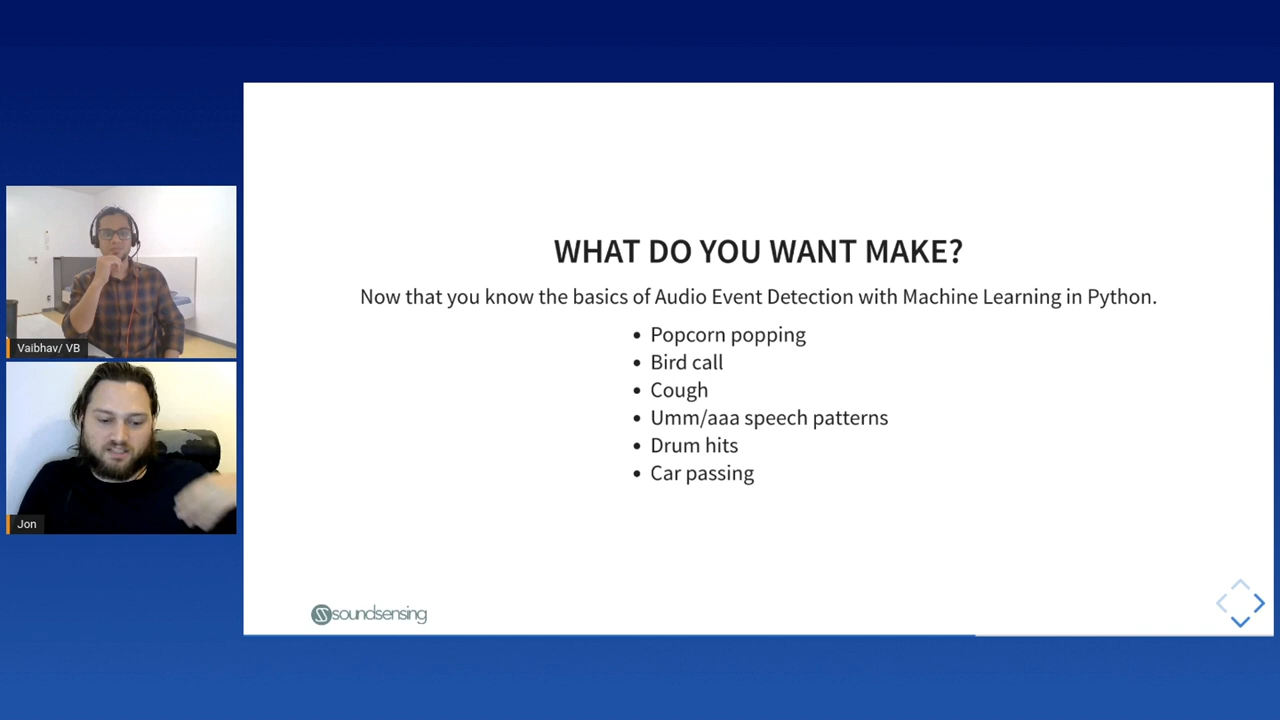 WHAT DO YOU WANT MAKE?
Now that you know the basics of Audio Event Detection with Machine Learning in Python.
• Popcorn popping
• Bird call
• Cough
• Umm/aaa speech patterns
• Drum hits
• Car passing
soundsensing
Vaibhav/ VB
Jon